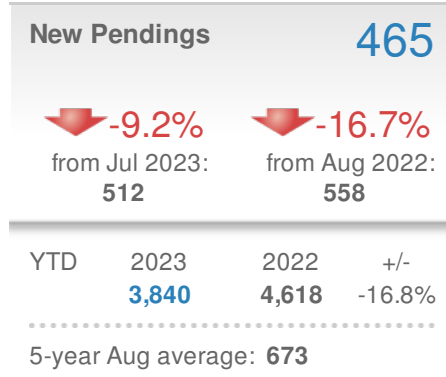 New Pendings 465
-9.2% -16.7%
from Jul 2023: from Aug 2022:
512 558
YTD 2023 2022 +/-
3,840 4,618 -16.8%
5-year Aug average: 673